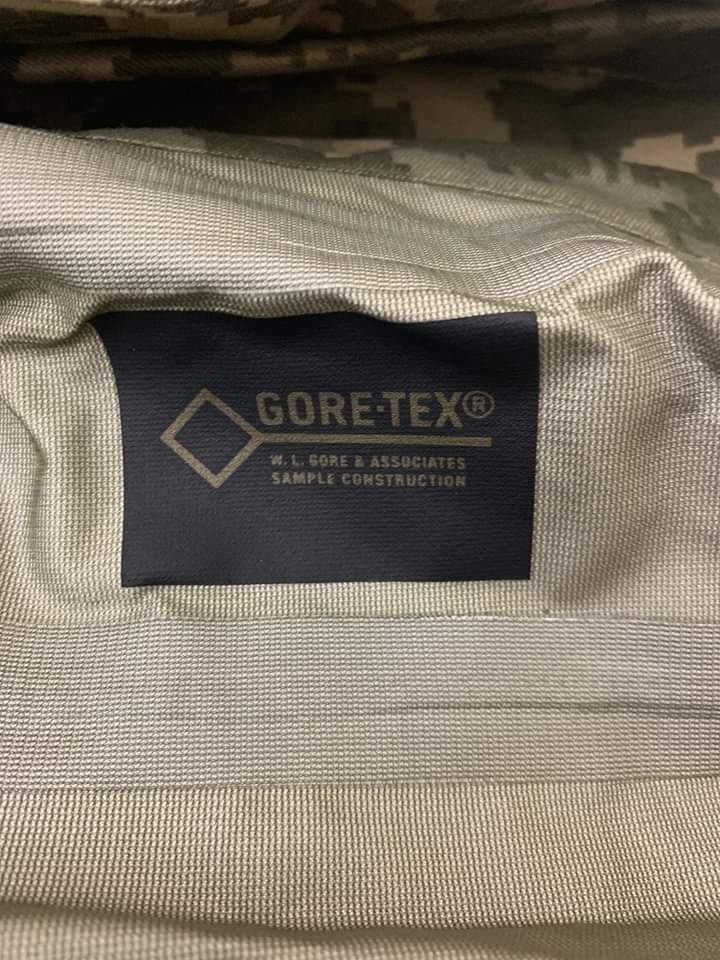 GORE-TEX®
W. L. GORE & ASSOCIATES
SAMPLE CONSTRUCTION